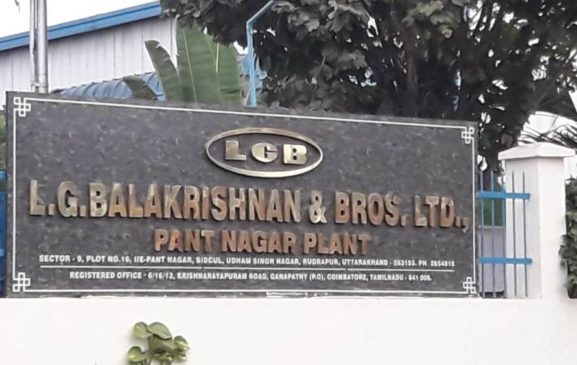 LGB
L.G.BALAKRISHNAN & BROS. LTD.,
PANT NAGAR PLANT
SECTOR - 9, PLOT NO.16, IIE-PANT NAGAR, SIDCUL, UDHAM SINGH NAGAR, RUDRAPUR, UTTARAKHAND - 263153. PH 2654815
REGISTERED OFFICE - 6/16/13, KRISHNARAYAPURAM ROAD, GANAPATHY (P.O), COIMBATORE, TAMILNADU - 641 006.